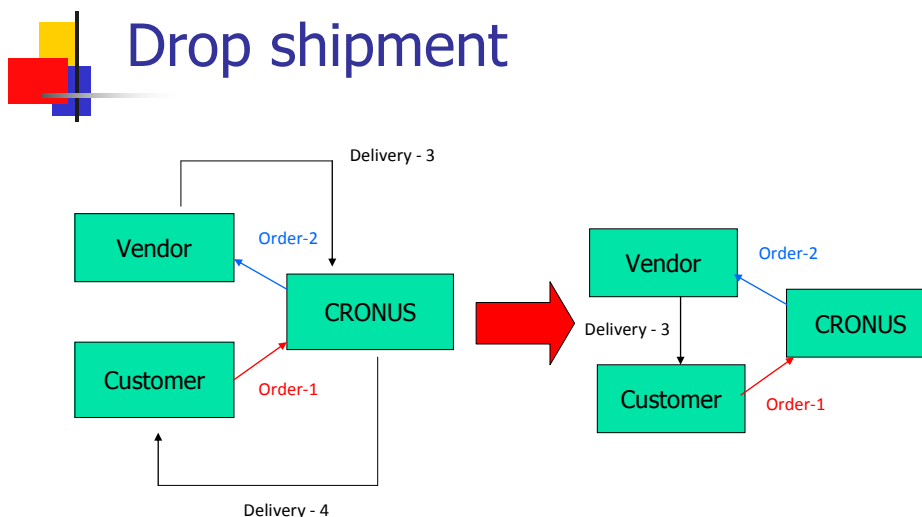 Drop shipment
Delivery - 3
Vendor
Order-2
CRONUS
Customer
Order-1
Delivery - 4
Vendor
Order-2
Delivery - 3
CRONUS
Customer
Order-1